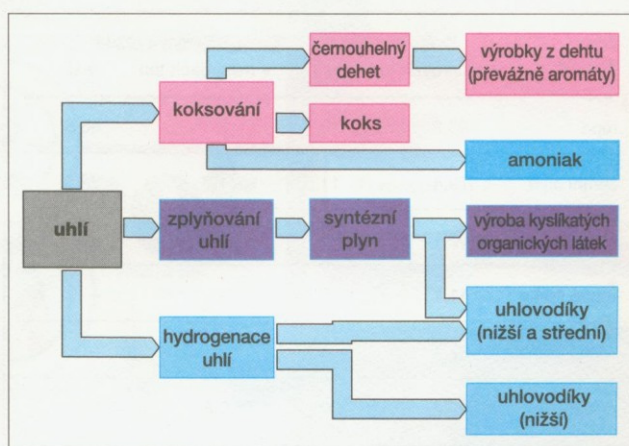 černouhelný
dehet
výrobky z dehtu
(převážně aromáty)
koksování
koks
amoniak
uhlí
zplyňování
uhlí
syntézní
plyn
výroba kyslíkatých
organických látek
hydrogenace
uhlí
uhlovodíky
(nižší a střední)
uhlovodíky
(nižší)